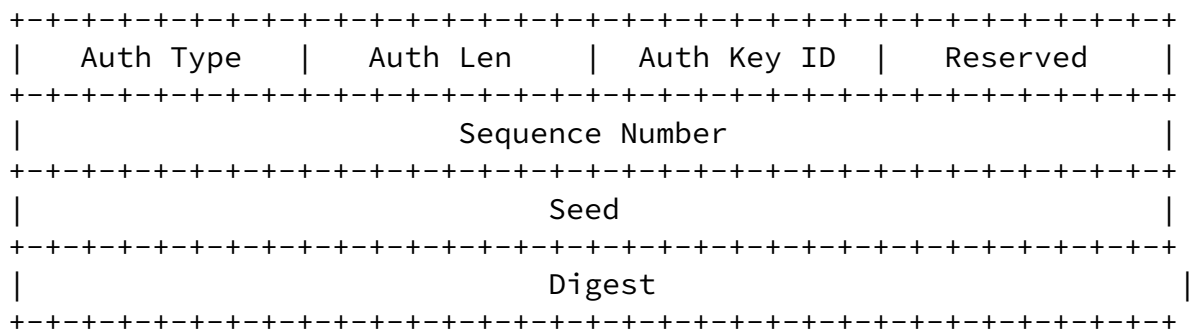 +-+-+-+-+-+-+-+-+-+-+-+-+-+-+-+-+-+-+-+-+-+-+-+-+-+-+-+-+-+-+-+-+
|   Auth Type   |   Auth Len    |  Auth Key ID  |   Reserved    |
+-+-+-+-+-+-+-+-+-+-+-+-+-+-+-+-+-+-+-+-+-+-+-+-+-+-+-+-+-+-+-+-+
|                        Sequence Number                        |
+-+-+-+-+-+-+-+-+-+-+-+-+-+-+-+-+-+-+-+-+-+-+-+-+-+-+-+-+-+-+-+-+
|                             Seed                              |
+-+-+-+-+-+-+-+-+-+-+-+-+-+-+-+-+-+-+-+-+-+-+-+-+-+-+-+-+-+-+-+-+
|                             Digest                             |
+-+-+-+-+-+-+-+-+-+-+-+-+-+-+-+-+-+-+-+-+-+-+-+-+-+-+-+-+-+-+-+-+